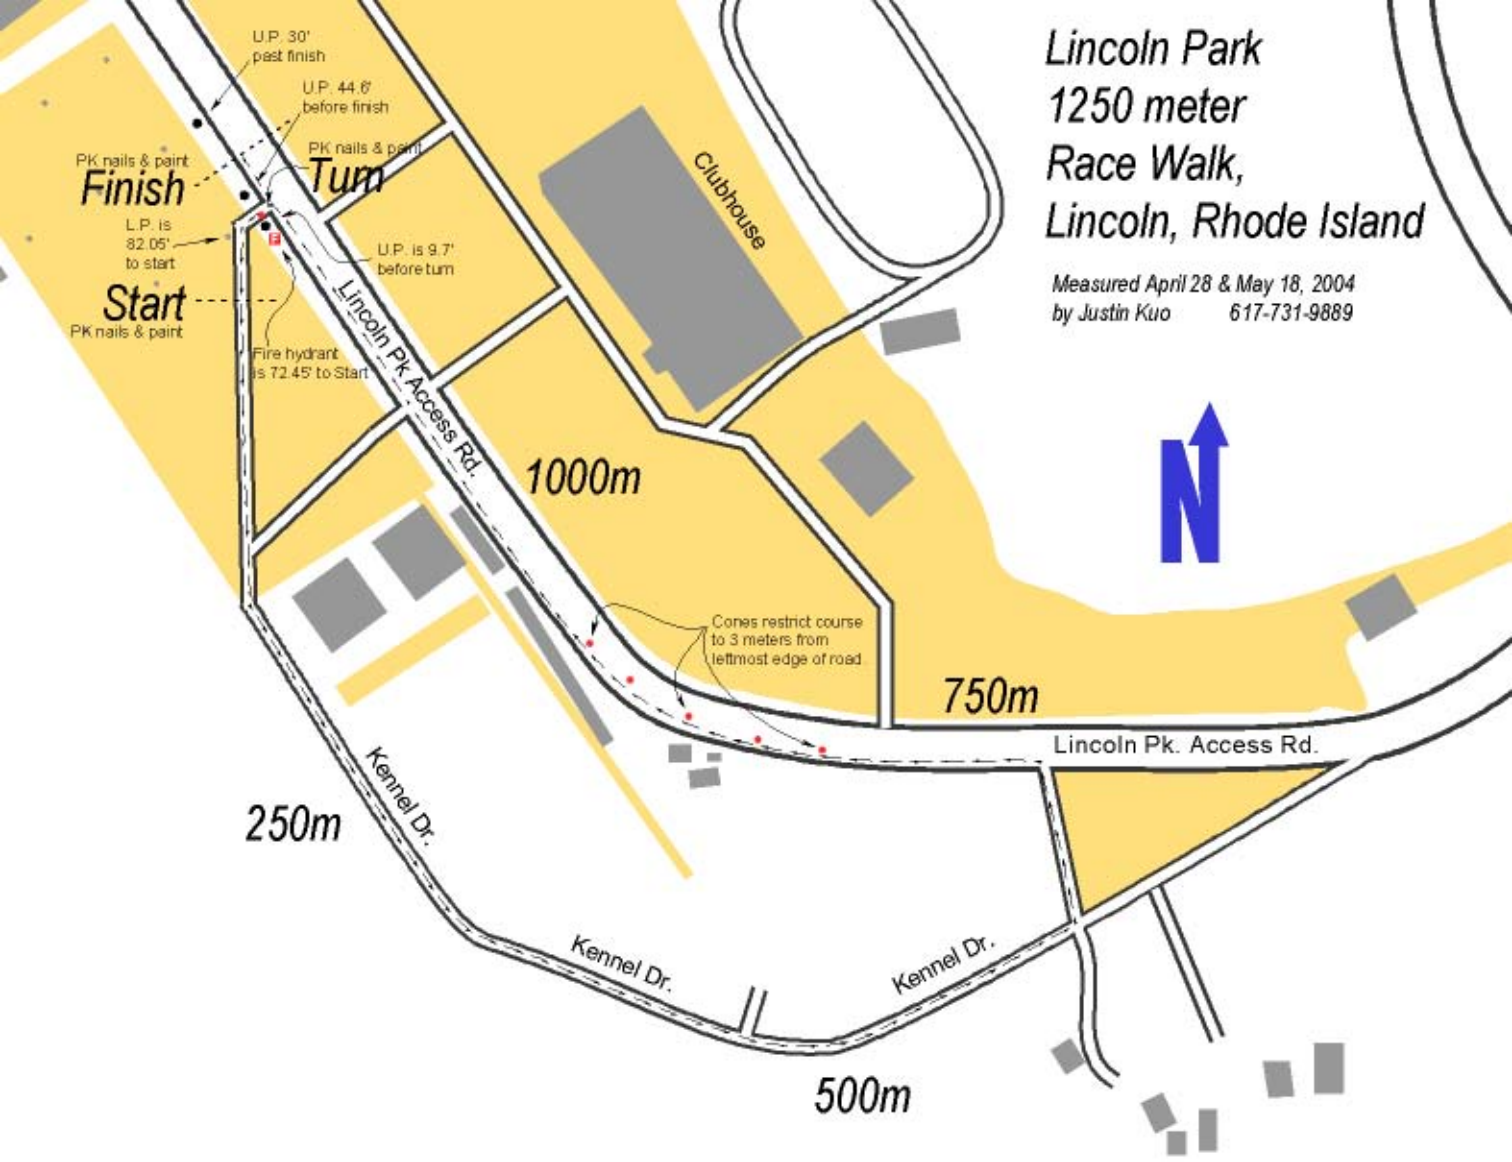 Lincoln Park
1250 meter
Race Walk,
Lincoln, Rhode Island
Measured April 28 & May 18, 2004
by Justin Kuo 617-731-9889
U.P. 30'
past finish
U.P. 44.6'
before finish
PK nails & paint
Turn
PK nails & paint
Finish
L.P. is
82.05'
to start
U.P. is 9.7'
before turn
Start
PK nails & paint
Fire hydrant
is 72.45' to Start
F
Clubhouse
Lincoln Pk Access Rd.
1000m
N
Cones restrict course
to 3 meters from
leftmost edge of road
750m
Lincoln Pk. Access Rd.
Kennel Dr.
250m
Kennel Dr.
Kennel Dr.
500m